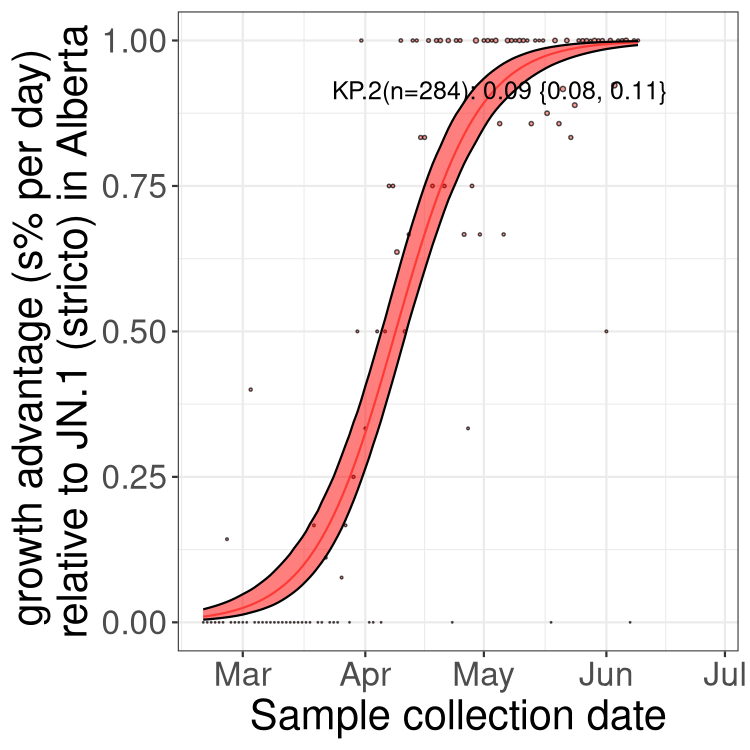 growth advantage (s% per day)
relative to JN.1 (stricto) in Alberta
1.00
0.75
0.50
0.25
0.00
KP.2(n=284): 0.09 {0.08, 0.11}
Mar Apr May Jun Jul
Sample collection date